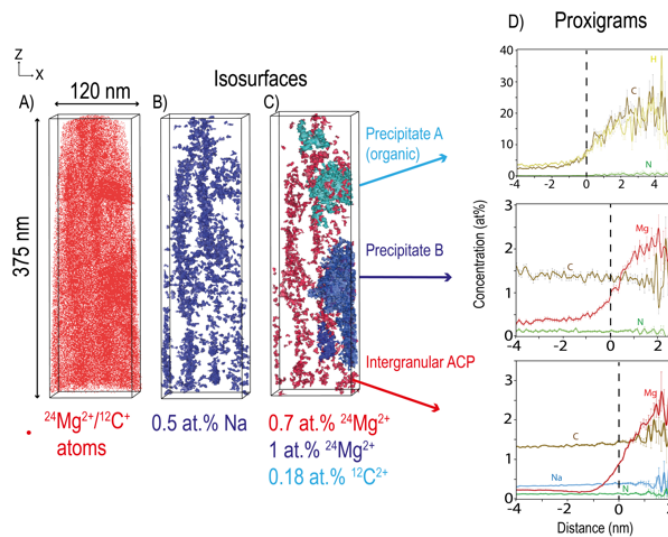 D) Proxigrams
Z
X
120 nm
Isosurfaces
A)
B)
C)
375 nm
24Mg2+/12C+
atoms
0.5 at.% Na
0.7 at.% 24Mg2+
1 at.% 24Mg2+
0.18 at.% 12C2+
Precipitate A
(organic)
Precipitate B
Intergranular ACP
Concentration (at%)
40
30
20
10
0
H
C
N
-4 -2 0 2 4
3
2
1
0
Mg
C
N
-4 -2 0 2
3
2
1
0
Mg
C
Na
N
-4 -2 0 2
Distance (nm)